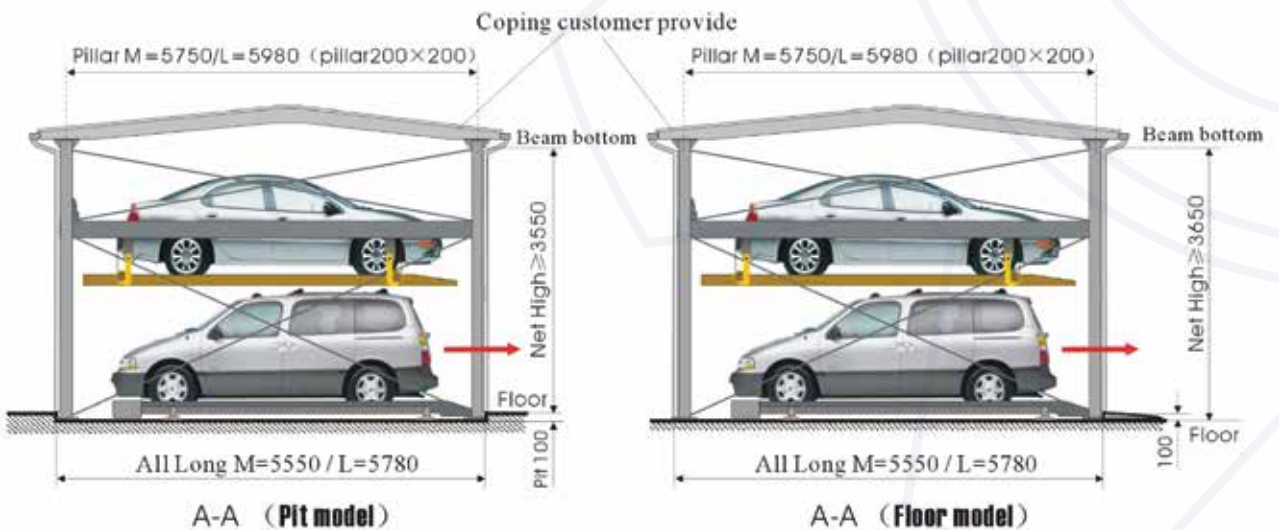 Coping customer provide
Pillar M=5750/L=5980 (pillar200×200)
Pillar M=5750/L=5980 (pillar200×200)
Beam bottom
Beam bottom
Net High≥3550
Net High≥3650
Floor
Pit 100
100
Floor
All Long M=5550 / L=5780
All Long M=5550 / L=5780
A-A (Pit model)
A-A (Floor model)